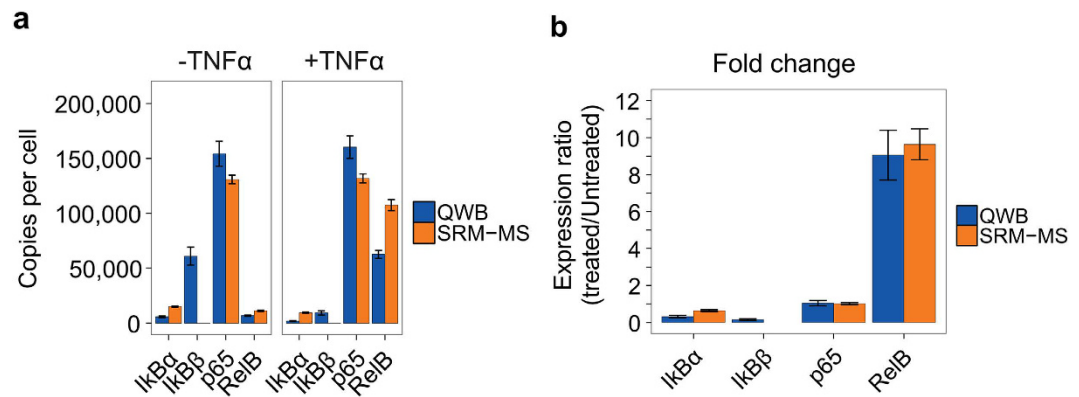 a
-TNFα
+TNFα
Copies per cell
200,000
150,000
100,000
50,000
0
IkBα
IkBβ
p65
RelB
IkBα
IkBβ
p65
RelB
QWB
SRM−MS
b
Fold change
Expression ratio
(treated/Untreated)
12
10
8
6
4
2
0
IkBα
IkBβ
p65
RelB
QWB
SRM−MS